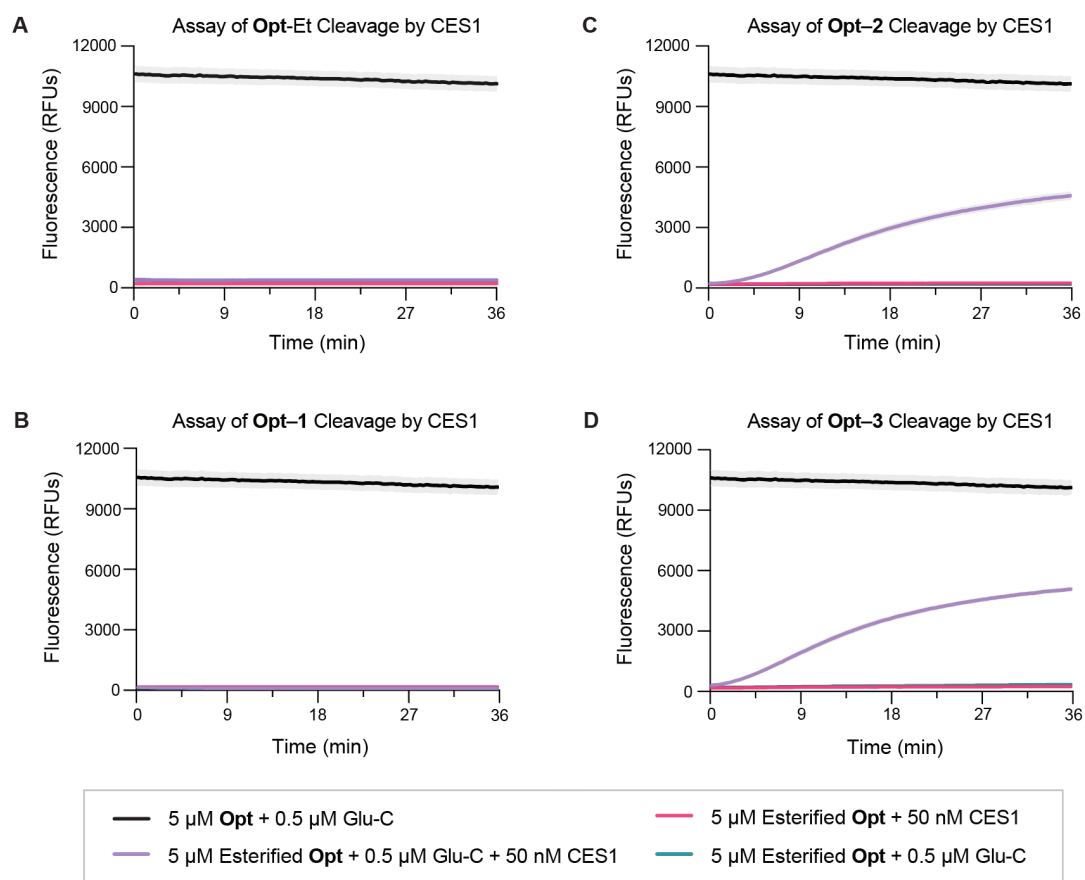 A
Assay of Opt-Et Cleavage by CES1
Fluorescence (RFUs)
12000
9000
6000
3000
0
0 9 18 27 36
Time (min)
C
Assay of Opt–2 Cleavage by CES1
Fluorescence (RFUs)
12000
9000
6000
3000
0
0 9 18 27 36
Time (min)
B
Assay of Opt–1 Cleavage by CES1
Fluorescence (RFUs)
12000
9000
6000
3000
0
0 9 18 27 36
Time (min)
D
Assay of Opt–3 Cleavage by CES1
Fluorescence (RFUs)
12000
9000
6000
3000
0
0 9 18 27 36
Time (min)
5 µM Opt + 0.5 µM Glu-C
5 µM Esterified Opt + 50 nM CES1
5 µM Esterified Opt + 0.5 µM Glu-C + 50 nM CES1
5 µM Esterified Opt + 0.5 µM Glu-C